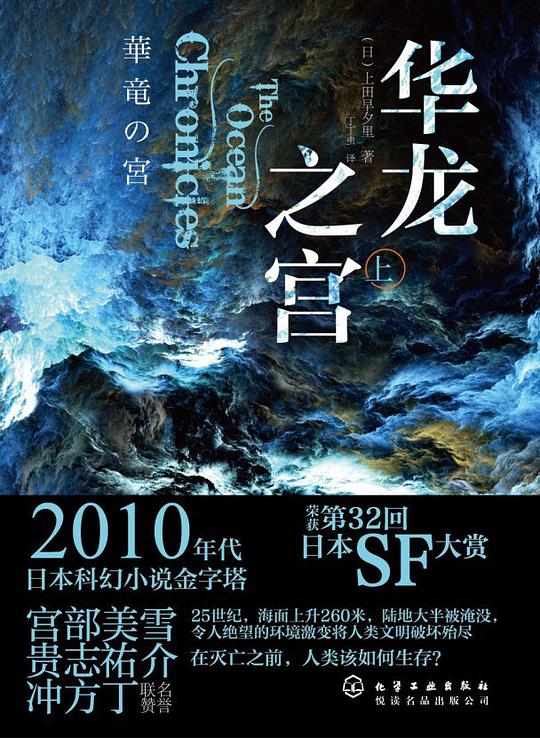 华龙
之宫
上
（日）上田早夕里 著
丁丁虫 译
The
Ocean
Chronicles
華竜の宮
2010年代
日本科幻小说金字塔
荣获第32回
日本SF大赏
宫部美雪
贵志祐介
冲方丁 联名赞誉
25世纪，海面上升260米，陆地大半被淹没，
令人绝望的环境激变将人类文明破坏殆尽
在灭亡之前，人类该如何生存？
化学工业出版社
悦读名品出版公司